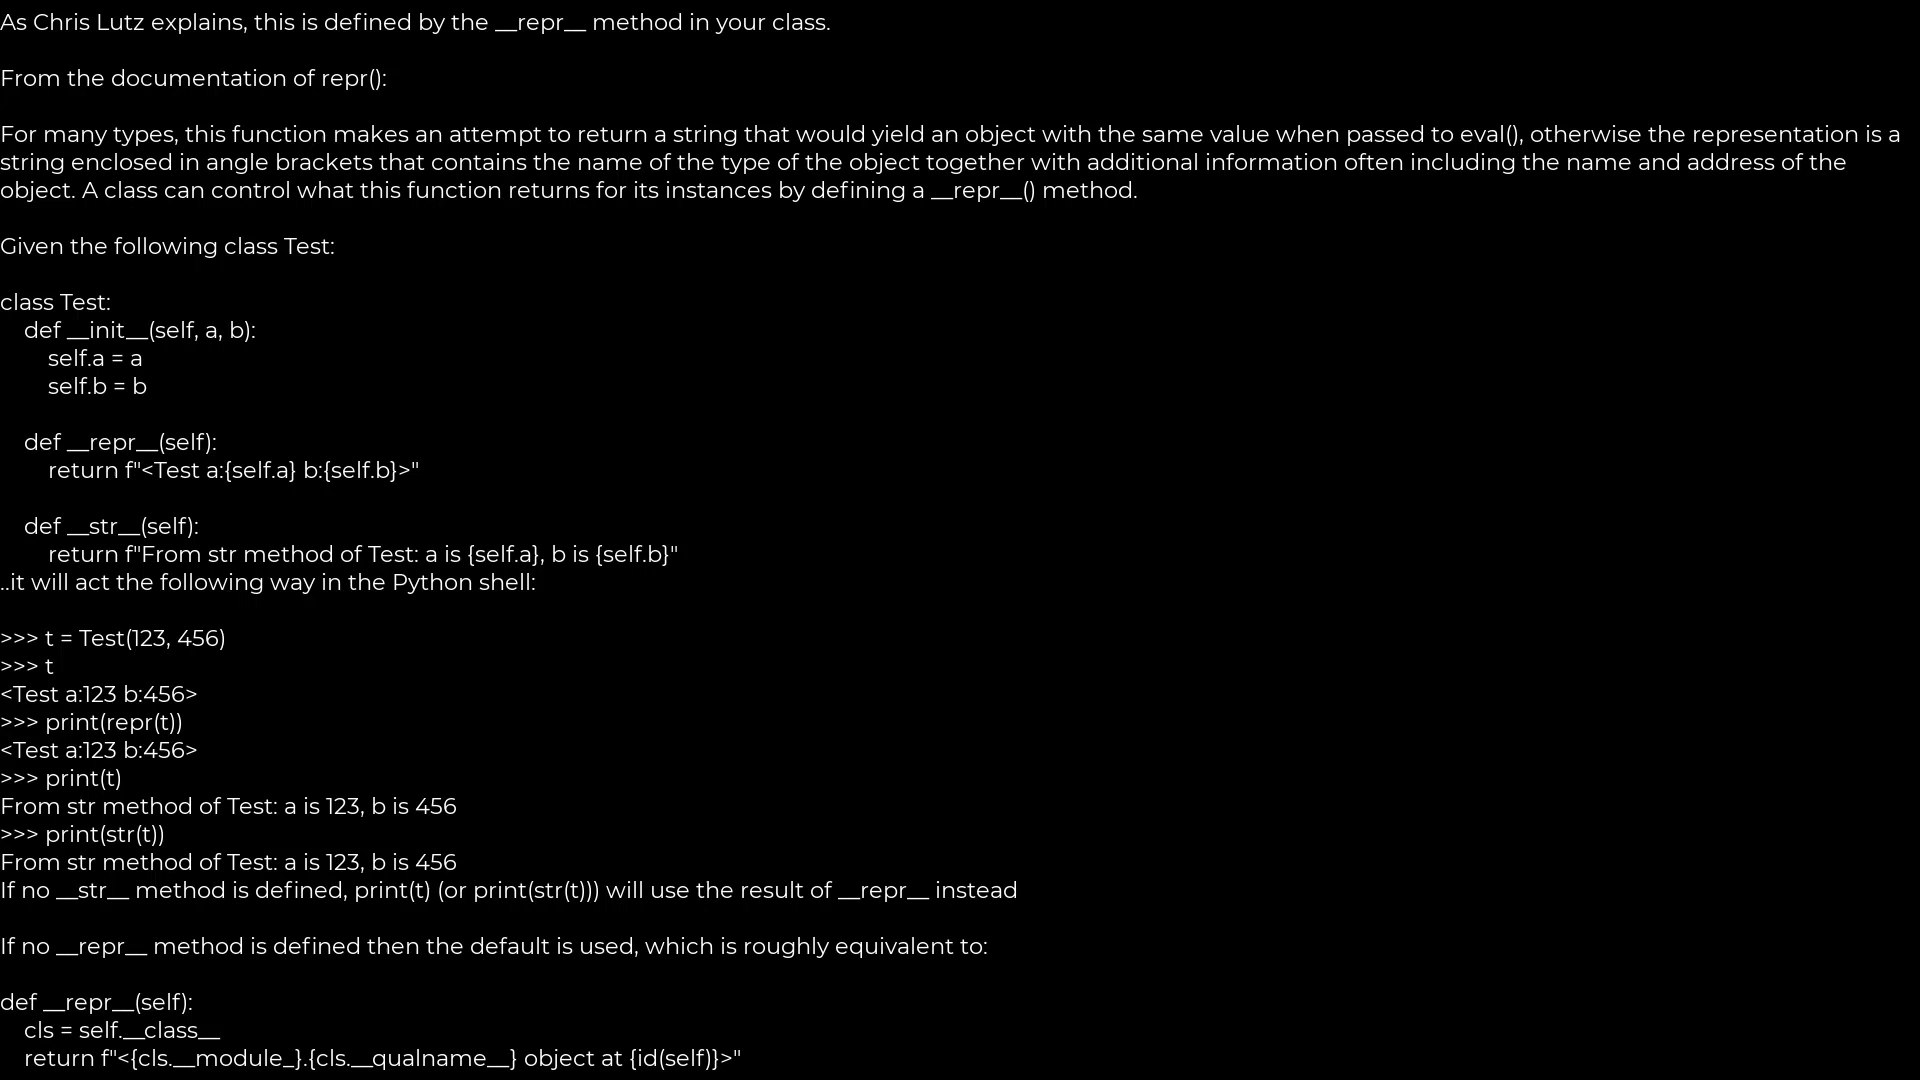 As Chris Lutz explains, this is defined by the __repr__ method in your class.

From the documentation of repr():

For many types, this function makes an attempt to return a string that would yield an object with the same value when passed to eval(), otherwise the representation is a
string enclosed in angle brackets that contains the name of the type of the object together with additional information often including the name and address of the
object. A class can control what this function returns for its instances by defining a __repr__() method.

Given the following class Test:

class Test:
    def __init__(self, a, b):
        self.a = a
        self.b = b

    def __repr__(self):
        return f"<Test a:{self.a} b:{self.b}>"

    def __str__(self):
        return f"From str method of Test: a is {self.a}, b is {self.b}"
..it will act the following way in the Python shell:

>>> t = Test(123, 456)
>>> t
<Test a:123 b:456>
>>> print(repr(t))
<Test a:123 b:456>
>>> print(t)
From str method of Test: a is 123, b is 456
>>> print(str(t))
From str method of Test: a is 123, b is 456
If no __str__ method is defined, print(t) (or print(str(t))) will use the result of __repr__ instead

If no __repr__ method is defined then the default is used, which is roughly equivalent to:

def __repr__(self):
    cls = self.__class__
    return f"<{cls.__module_}.{cls.__qualname__} object at {id(self)}>"